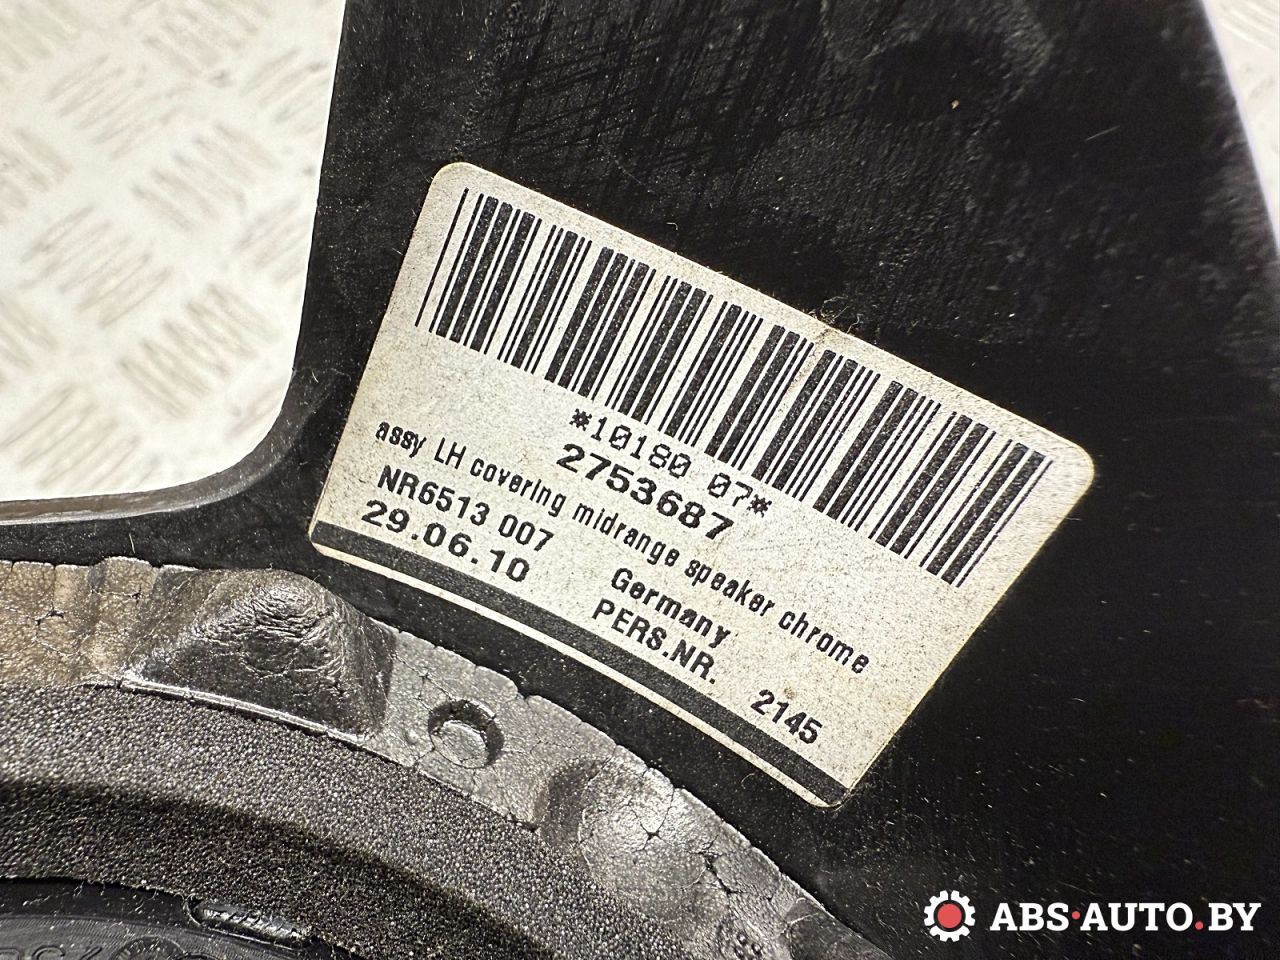 *10180 07*
2753687
assy LH covering midrange speaker chrome
NR6513 007 Germany
29.06.10 PERS.NR. 2145
ABS·AUTO.BY